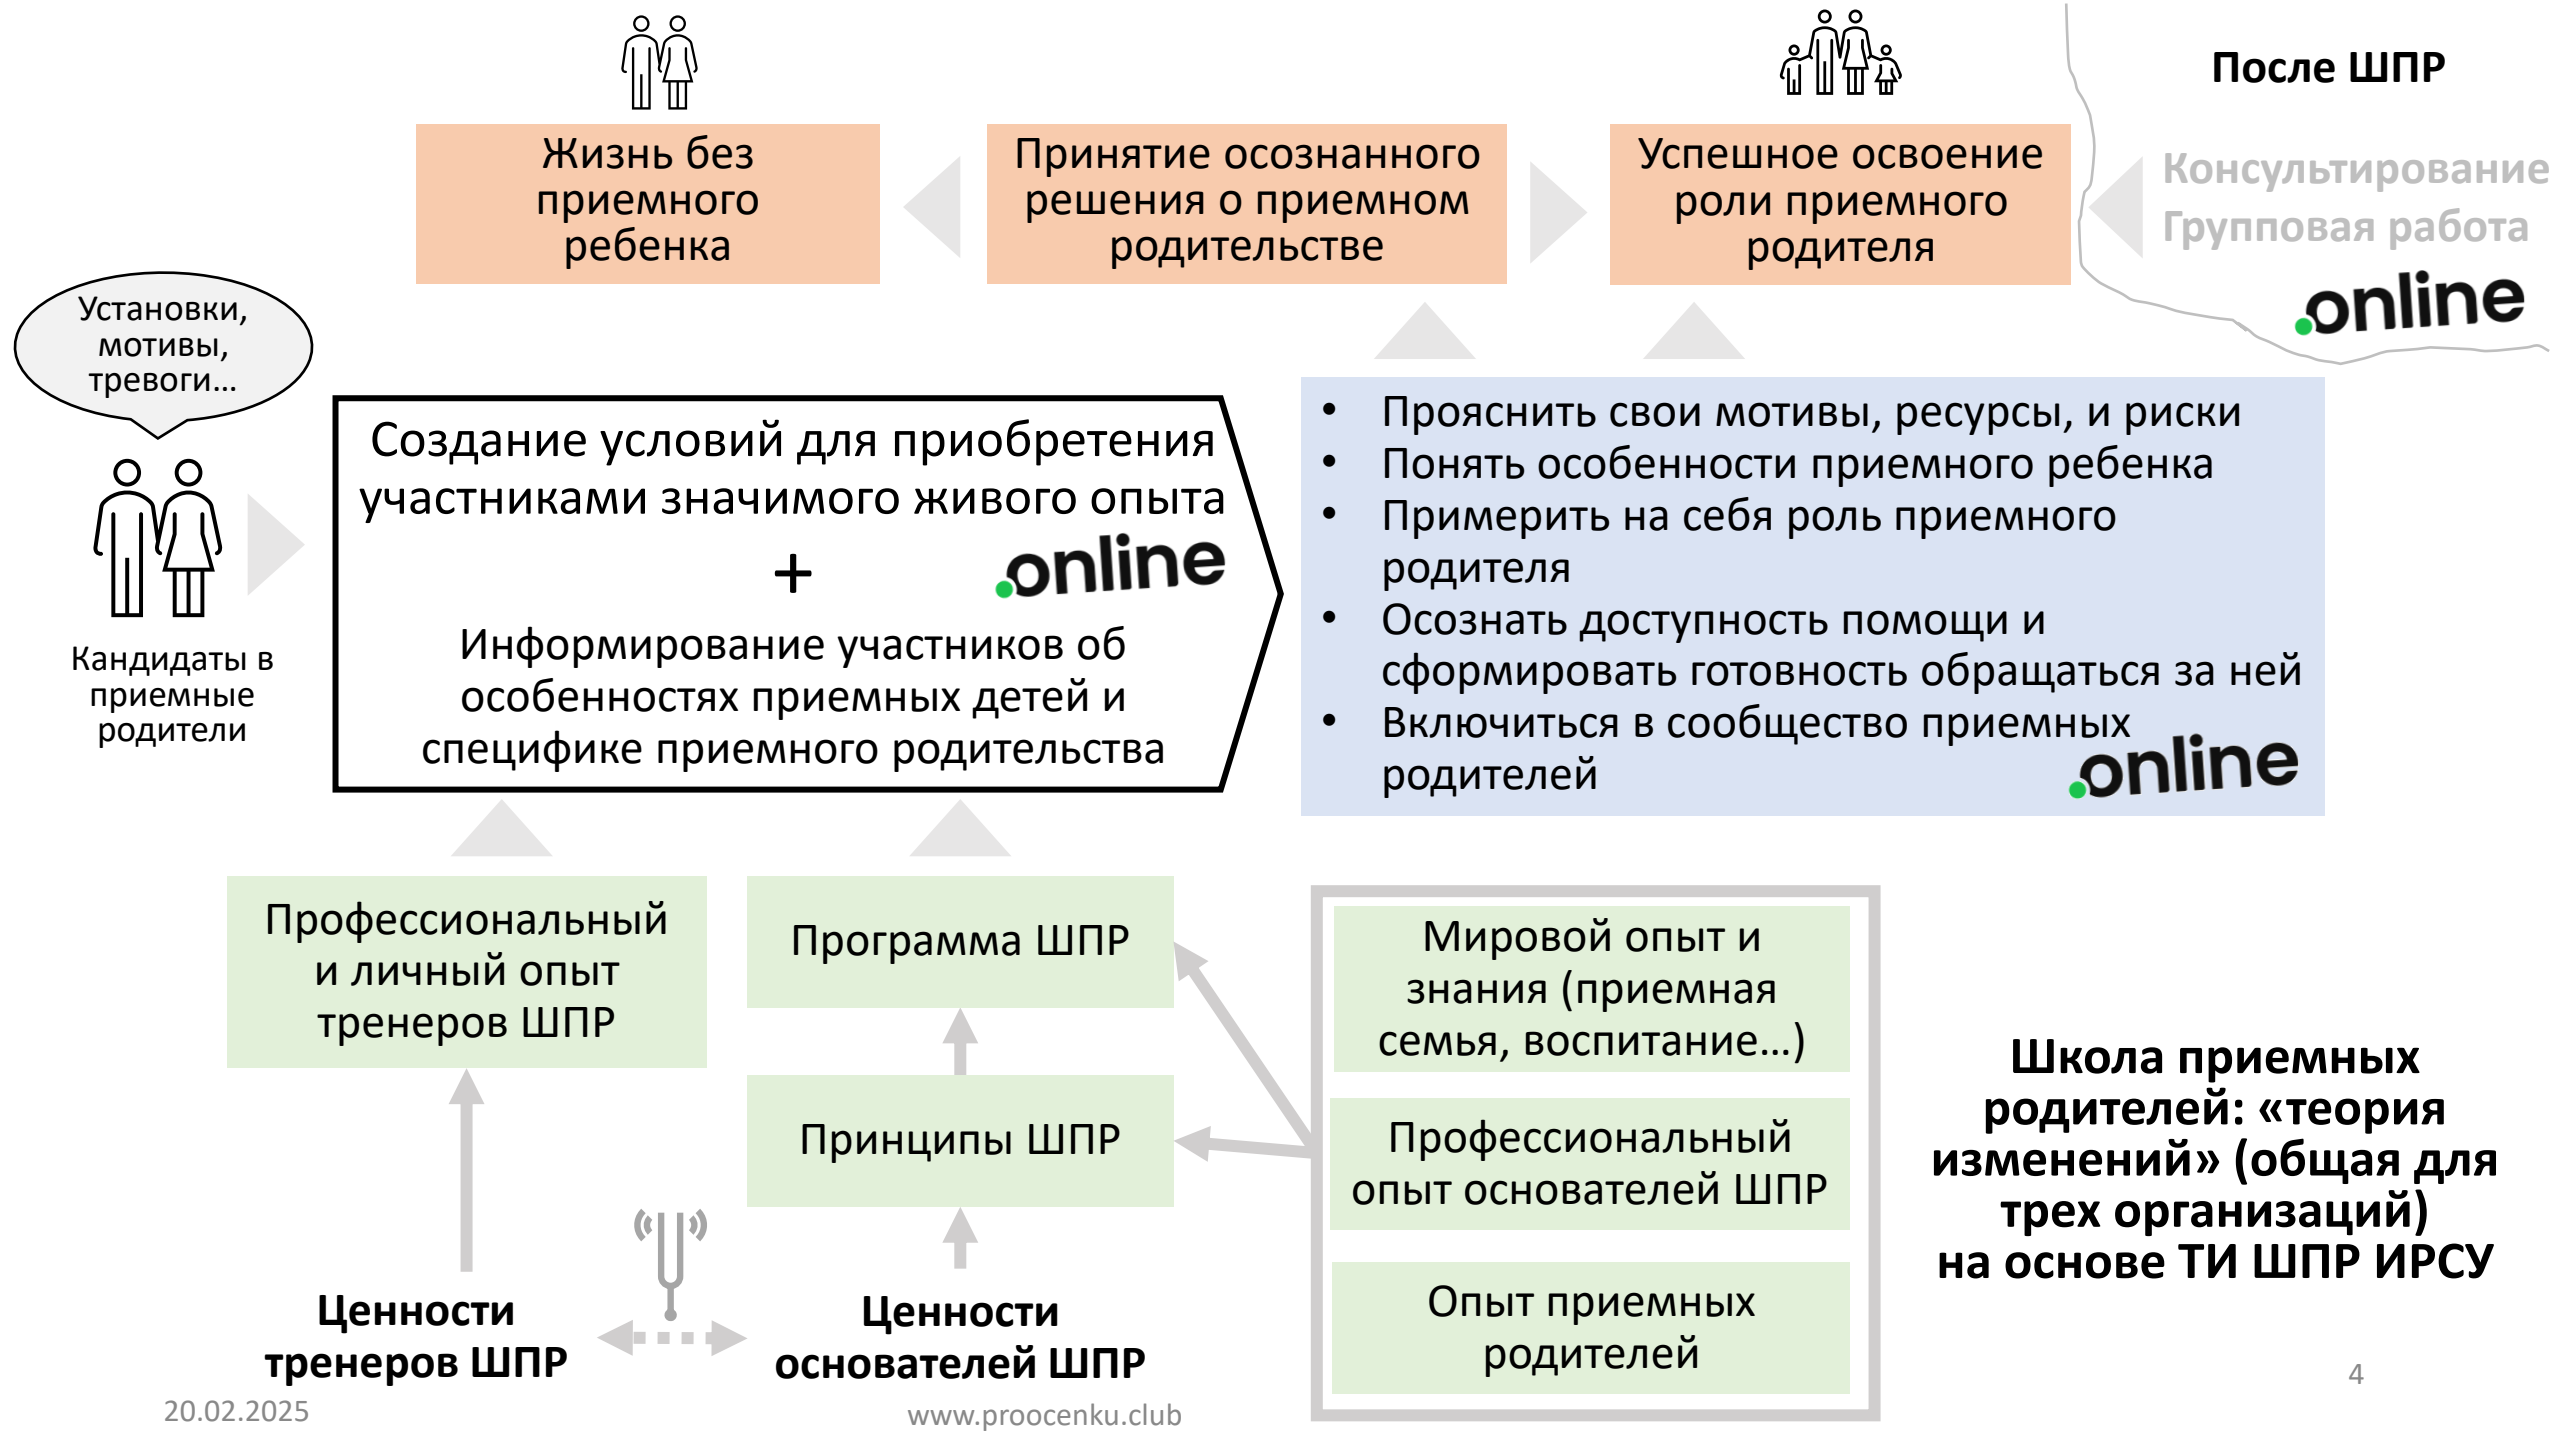 После ШПР
Жизнь без
приемного
ребенка
Принятие осознанного
решения о приемном
родительстве
Успешное освоение
роли приемного
родителя
Консультирование
Групповая работа
.online
Установки,
мотивы,
тревоги...
Кандидаты в
приемные
родители
Создание условий для приобретения
участниками значимого живого опыта
+
.online
Информирование участников об
особенностях приемных детей и
специфике приемного родительства
• Прояснить свои мотивы, ресурсы, и риски
• Понять особенности приемного ребенка
• Примерить на себя роль приемного
родителя
• Осознать доступность помощи и
сформировать готовность обращаться за ней
• Включиться в сообщество приемных
родителей
.online
Профессиональный
и личный опыт
тренеров ШПР
Программа ШПР
Принципы ШПР
Мировой опыт и
знания (приемная
семья, воспитание...)
Профессиональный
опыт основателей ШПР
Опыт приемных
родителей
Ценности
тренеров ШПР
Ценности
основателей ШПР
Школа приемных
родителей: «теория
изменений» (общая для
трех организаций)
на основе ТИ ШПР ИРСУ
20.02.2025
www.proocenku.club
4